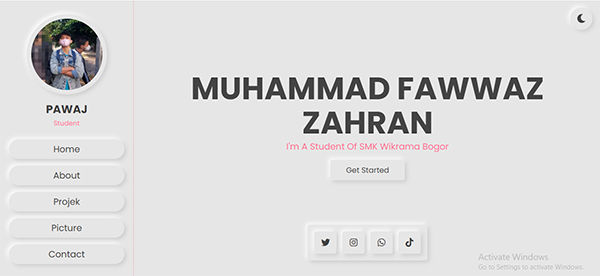 PAWAJ
Student
Home
About
Projek
Picture
Contact
MUHAMMAD FAWWAZ
ZAHRAN
I'm A Student Of SMK Wikrama Bogor
Get Started
Activate Windows
Go to Settings to activate Windows.